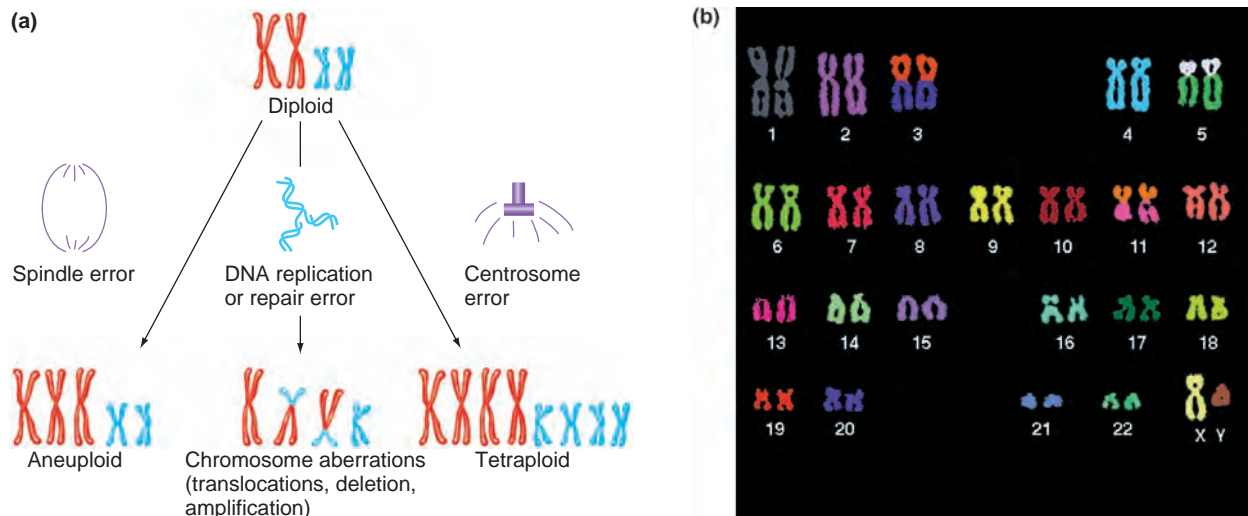 (a)
Diploid
Spindle error
DNA replication
or repair error
Centrosome
error
Aneuploid
Chromosome aberrations
(translocations, deletion,
amplification)
Tetraploid
(b)
1 2 3 4 5
6 7 8 9 10 11 12
13 14 15 16 17 18
19 20 21 22 X Y